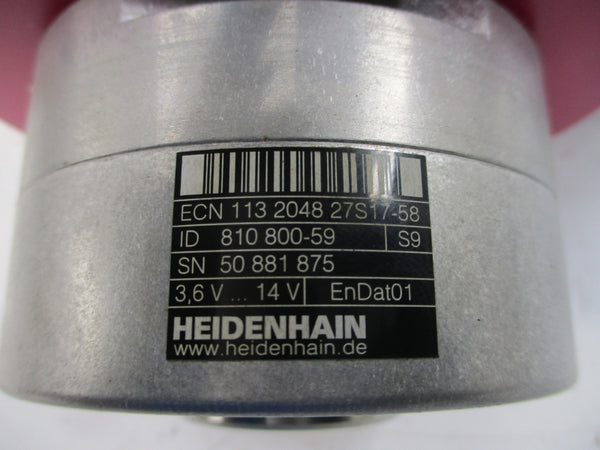 ECN 113 2048 27S17-58
ID 810 800-59 S9
SN 50 881 875
3,6 V ... 14 V EnDat01
HEIDENHAIN
www.heidenhain.de